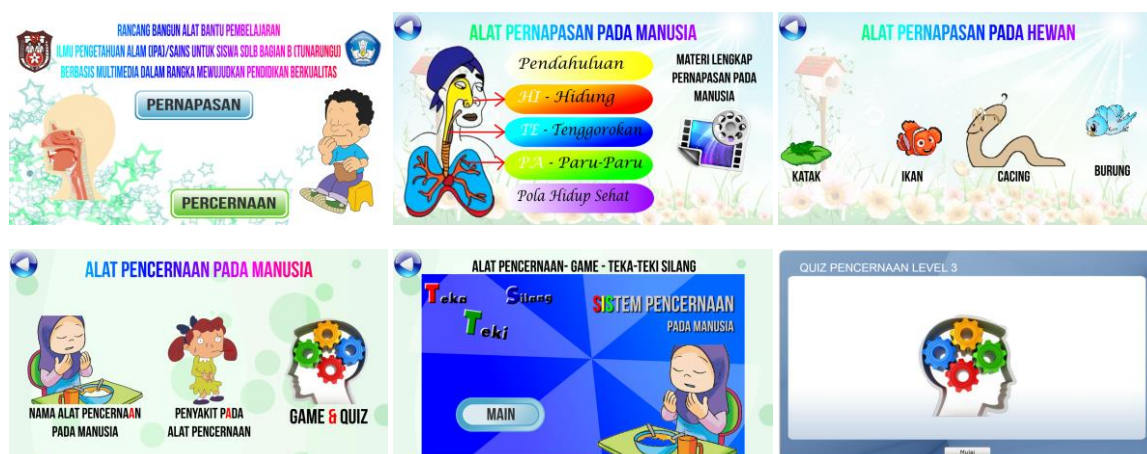 RANCANG BANGUN ALAT BANTU PEMBELAJARAN
ILMU PENGETAHUAN ALAM (IPA)/SAINS UNTUK SISWA SDLB BAGIAN B (TUNARUNGU)
BERBASIS MULTIMEDIA DALAM RANGKA MEWUJUDKAN PENDIDIKAN BERKUALITAS
PERNAPASAN
PERCERNAAN
ALAT PERNAPASAN PADA MANUSIA
Pendahuluan
HI - Hidung
TE - Tenggorokan
PA - Paru-Paru
Pola Hidup Sehat
MATERI LENGKAP
PERNAPASAN PADA
MANUSIA
ALAT PERNAPASAN PADA HEWAN
KATAK
IKAN
CACING
BURUNG
ALAT PENCERNAAN PADA MANUSIA
NAMA ALAT PENCERNAAN
PADA MANUSIA
PENYAKIT PADA
ALAT PENCERNAAN
GAME & QUIZ
ALAT PENCERNAAN- GAME - TEKA-TEKI SILANG
Teka Silang
Teki
SISTEM PENCERNAAN
PADA MANUSIA
MAIN
QUIZ PENCERNAAN LEVEL 3
Mulai